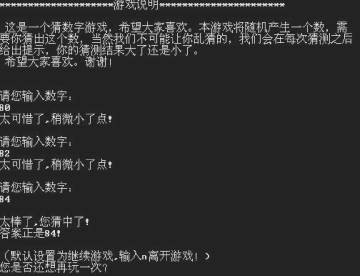 ********************游戏说明**********************
这是一个猜数字游戏，希望大家喜欢。本游戏将随机产生一个数，需
要你猜出这个数，当然我们不可能让你乱猜的，我们会在每次猜测之后
给出提示，你的猜测结果大了还是小了。
希望大家喜欢。谢谢!
请您输入数字:
80
太可惜了,稍微小了点!
请您输入数字:
82
太可惜了,稍微小了点!
请您输入数字:
84
太棒了,您猜中了!
答案正是84!
(默认设置为继续游戏,输入n离开游戏!)
您是否还想再玩一次?